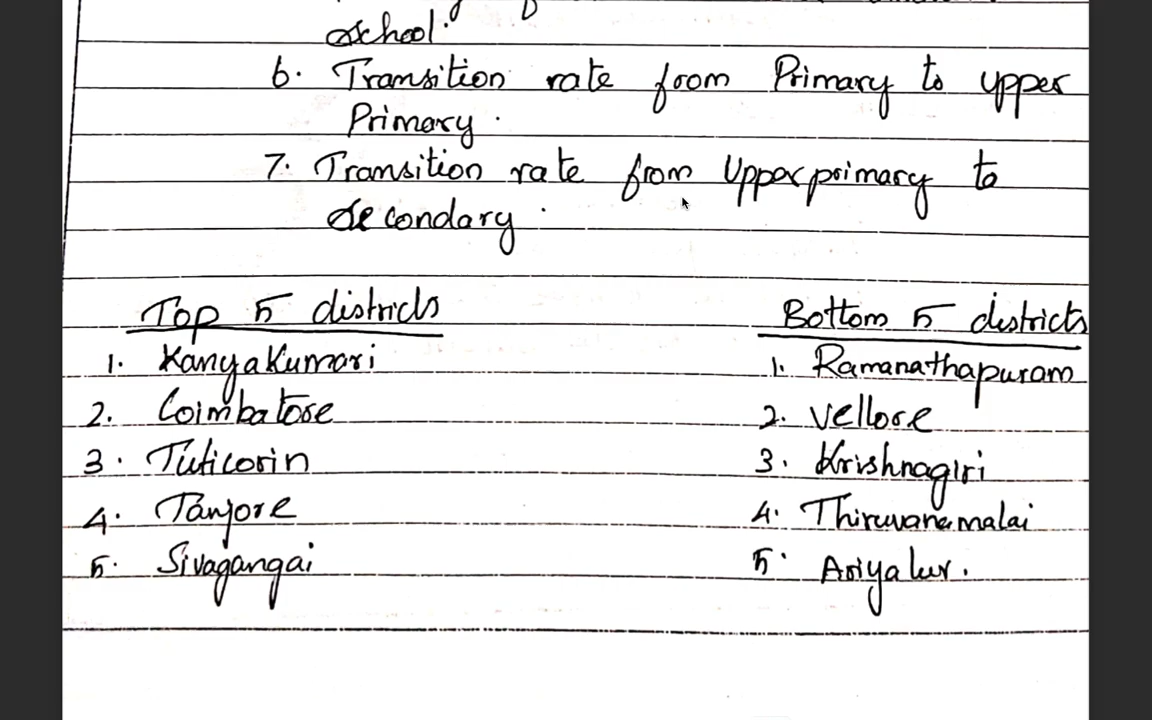 school.
6. Transition rate from Primary to upper
Primary.
7. Transition rate from Upper primary to
secondary.
Top 5 districts
1. Kanyakumari
2. Coimbatore
3. Tuticorin
4. Tanjore
5. Sivagangai
Bottom 5 districts
1. Ramanathapuram
2. Vellore
3. Krishnagiri
4. Thiruvanamalai
5. Ariyalur.